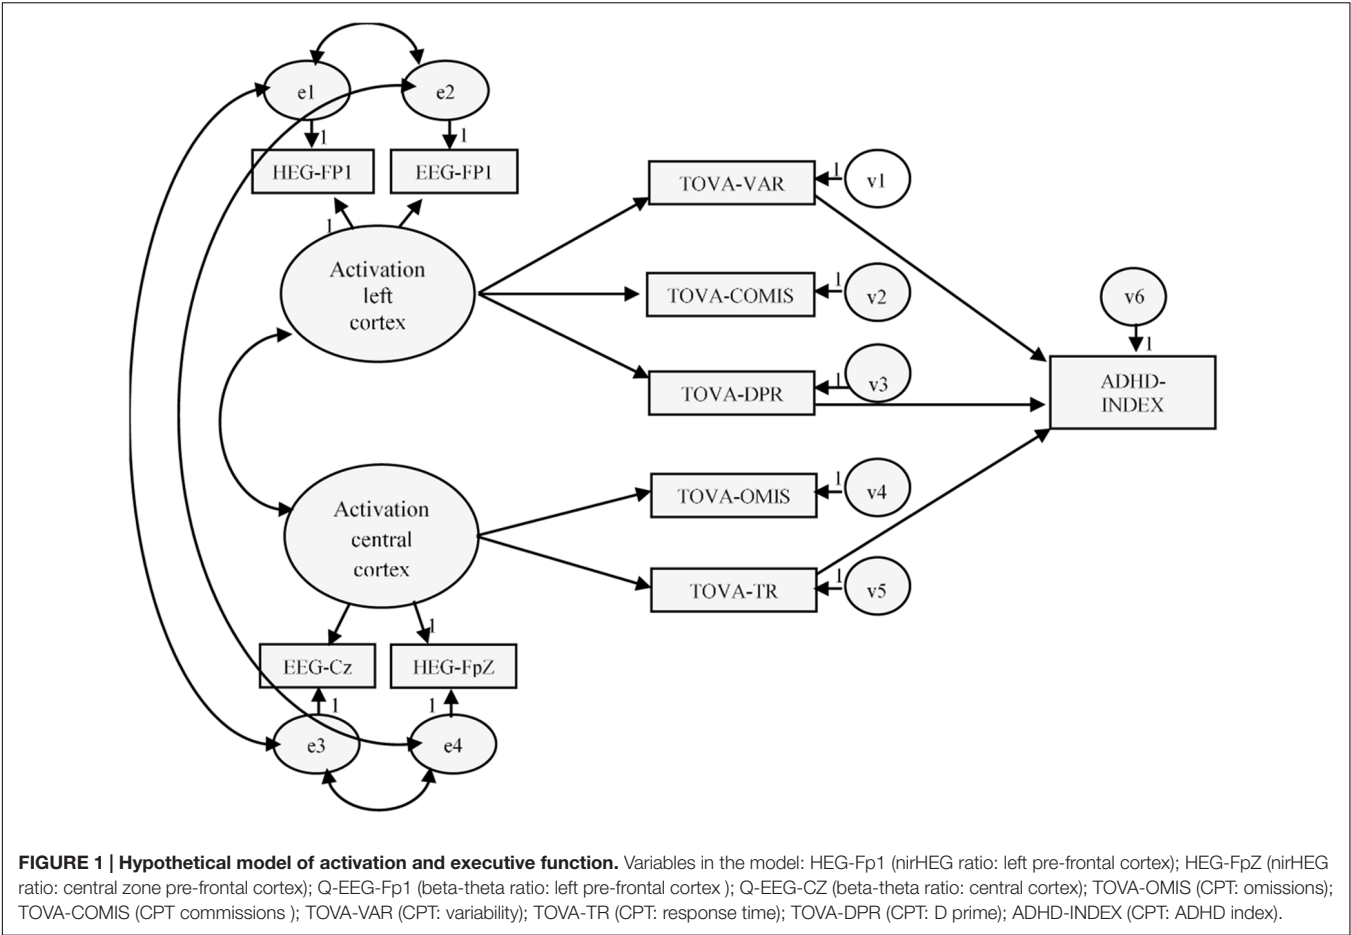 e1
e2
1
1
HEG-FP1
EEG-FP1
1
Activation
left
cortex
TOVA-VAR
1
v1
TOVA-COMIS
1
v2
TOVA-DPR
1
v3
v6
1
ADHD-
INDEX
Activation
central
cortex
TOVA-OMIS
1
v4
TOVA-TR
1
v5
1
EEG-Cz
HEG-FpZ
1
1
e3
e4
FIGURE 1 | Hypothetical model of activation and executive function. Variables in the model: HEG-Fp1 (nirHEG ratio: left pre-frontal cortex); HEG-FpZ (nirHEG
ratio: central zone pre-frontal cortex); Q-EEG-Fp1 (beta-theta ratio: left pre-frontal cortex ); Q-EEG-CZ (beta-theta ratio: central cortex); TOVA-OMIS (CPT: omissions);
TOVA-COMIS (CPT commissions ); TOVA-VAR (CPT: variability); TOVA-TR (CPT: response time); TOVA-DPR (CPT: D prime); ADHD-INDEX (CPT: ADHD index).